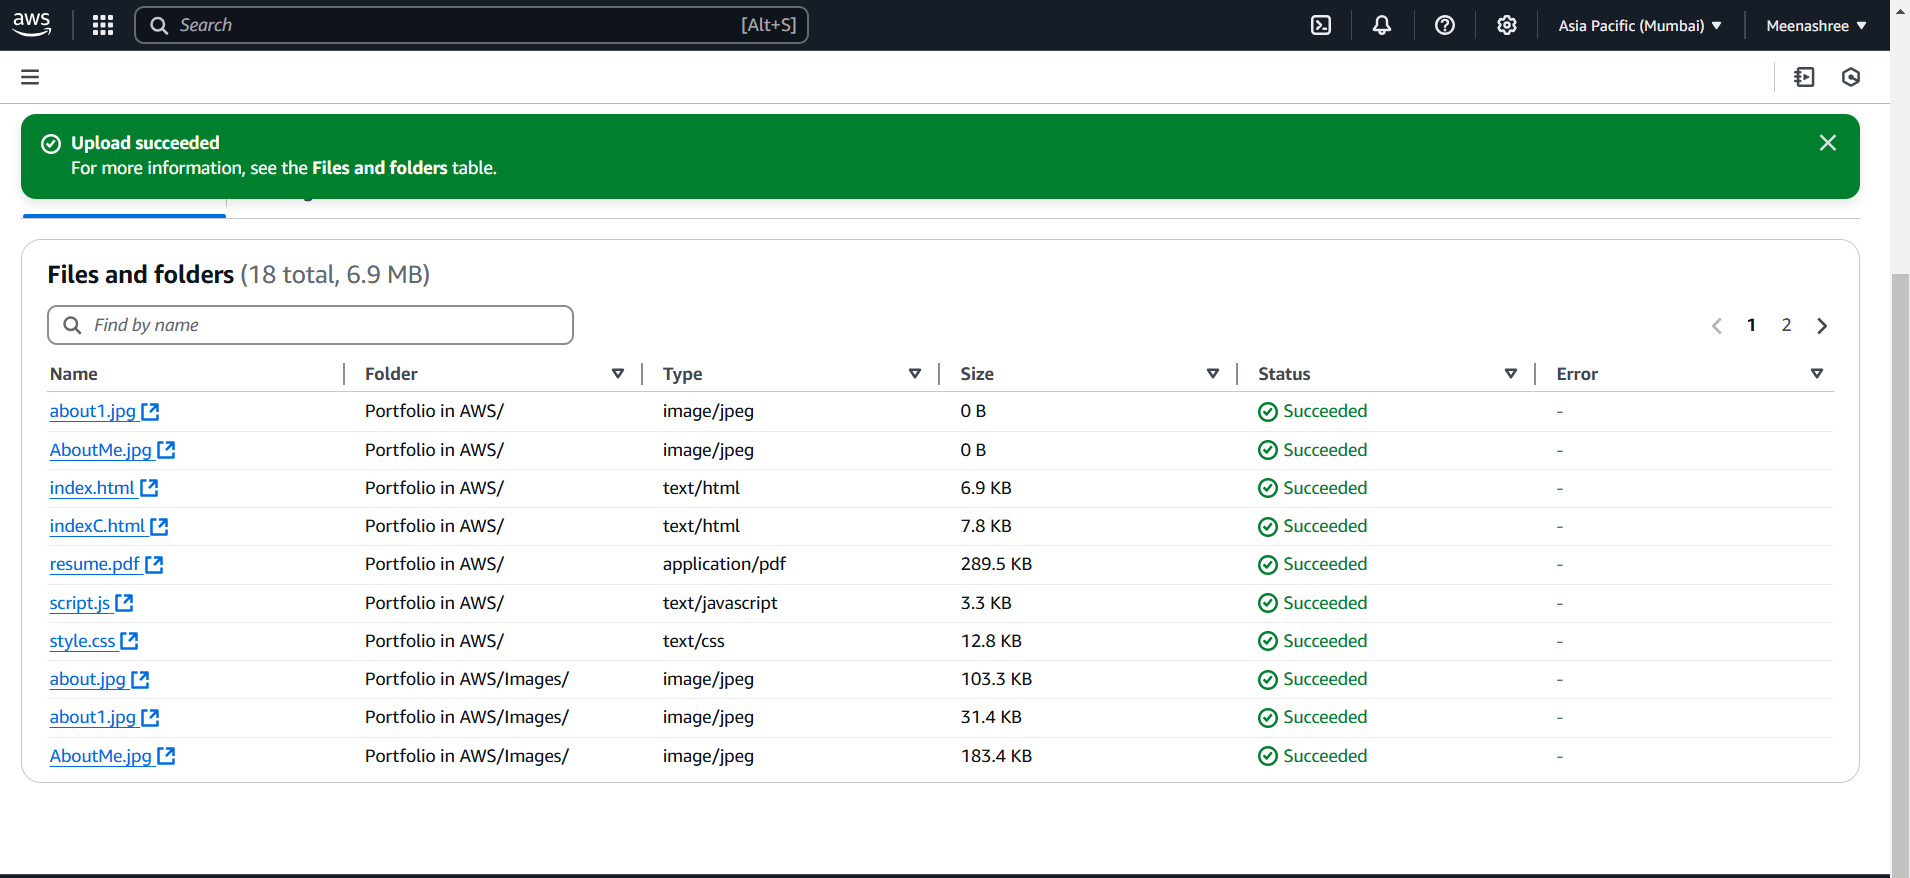 aws Search [Alt+S] Asia Pacific (Mumbai) Meenashree
Upload succeeded
For more information, see the Files and folders table.
Files and folders (18 total, 6.9 MB)
Find by name 1 2
Name Folder Type Size Status Error
about1.jpg Portfolio in AWS/ image/jpeg 0 B Succeeded -
AboutMe.jpg Portfolio in AWS/ image/jpeg 0 B Succeeded -
index.html Portfolio in AWS/ text/html 6.9 KB Succeeded -
indexC.html Portfolio in AWS/ text/html 7.8 KB Succeeded -
resume.pdf Portfolio in AWS/ application/pdf 289.5 KB Succeeded -
script.js Portfolio in AWS/ text/javascript 3.3 KB Succeeded -
style.css Portfolio in AWS/ text/css 12.8 KB Succeeded -
about.jpg Portfolio in AWS/Images/ image/jpeg 103.3 KB Succeeded -
about1.jpg Portfolio in AWS/Images/ image/jpeg 31.4 KB Succeeded -
AboutMe.jpg Portfolio in AWS/Images/ image/jpeg 183.4 KB Succeeded -